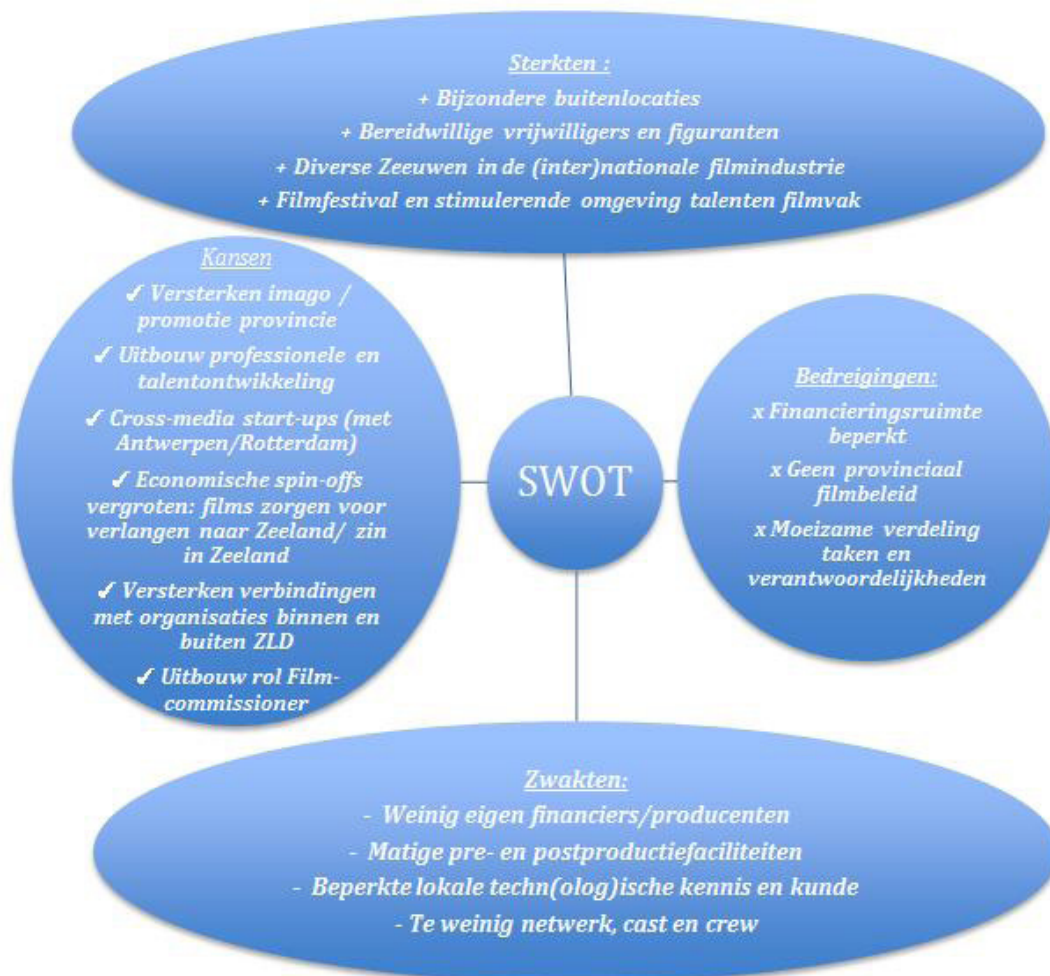 Sterkten :
+ Bijzondere buitenlocaties
+ Bereidwillige vrijwilligers en figuranten
+ Diverse Zeeuwen in de (inter)nationale filmindustrie
+ Filmfestival en stimulerende omgeving talenten filmvak
Kansen
✓ Versterken imago /
promotie provincie
✓ Uitbouw professionele en
talentontwikkeling
✓ Cross-media start-ups (met
Antwerpen/Rotterdam)
✓ Economische spin-offs
vergroten: films zorgen voor
verlangen naar Zeeland/ zin
in Zeeland
✓ Versterken verbindingen
met organisaties binnen en
buiten ZLD
✓ Uitbouw rol Film-
commissioner
SWOT
Bedreigingen:
x Financieringsruimte
beperkt
x Geen provinciaal
filmbeleid
x Moeizame verdeling
taken en
verantwoordelijkheden
Zwakten:
- Weinig eigen financiers/producenten
- Matige pre- en postproductiefaciliteiten
- Beperkte lokale techn(olog)ische kennis en kunde
- Te weinig netwerk, cast en crew